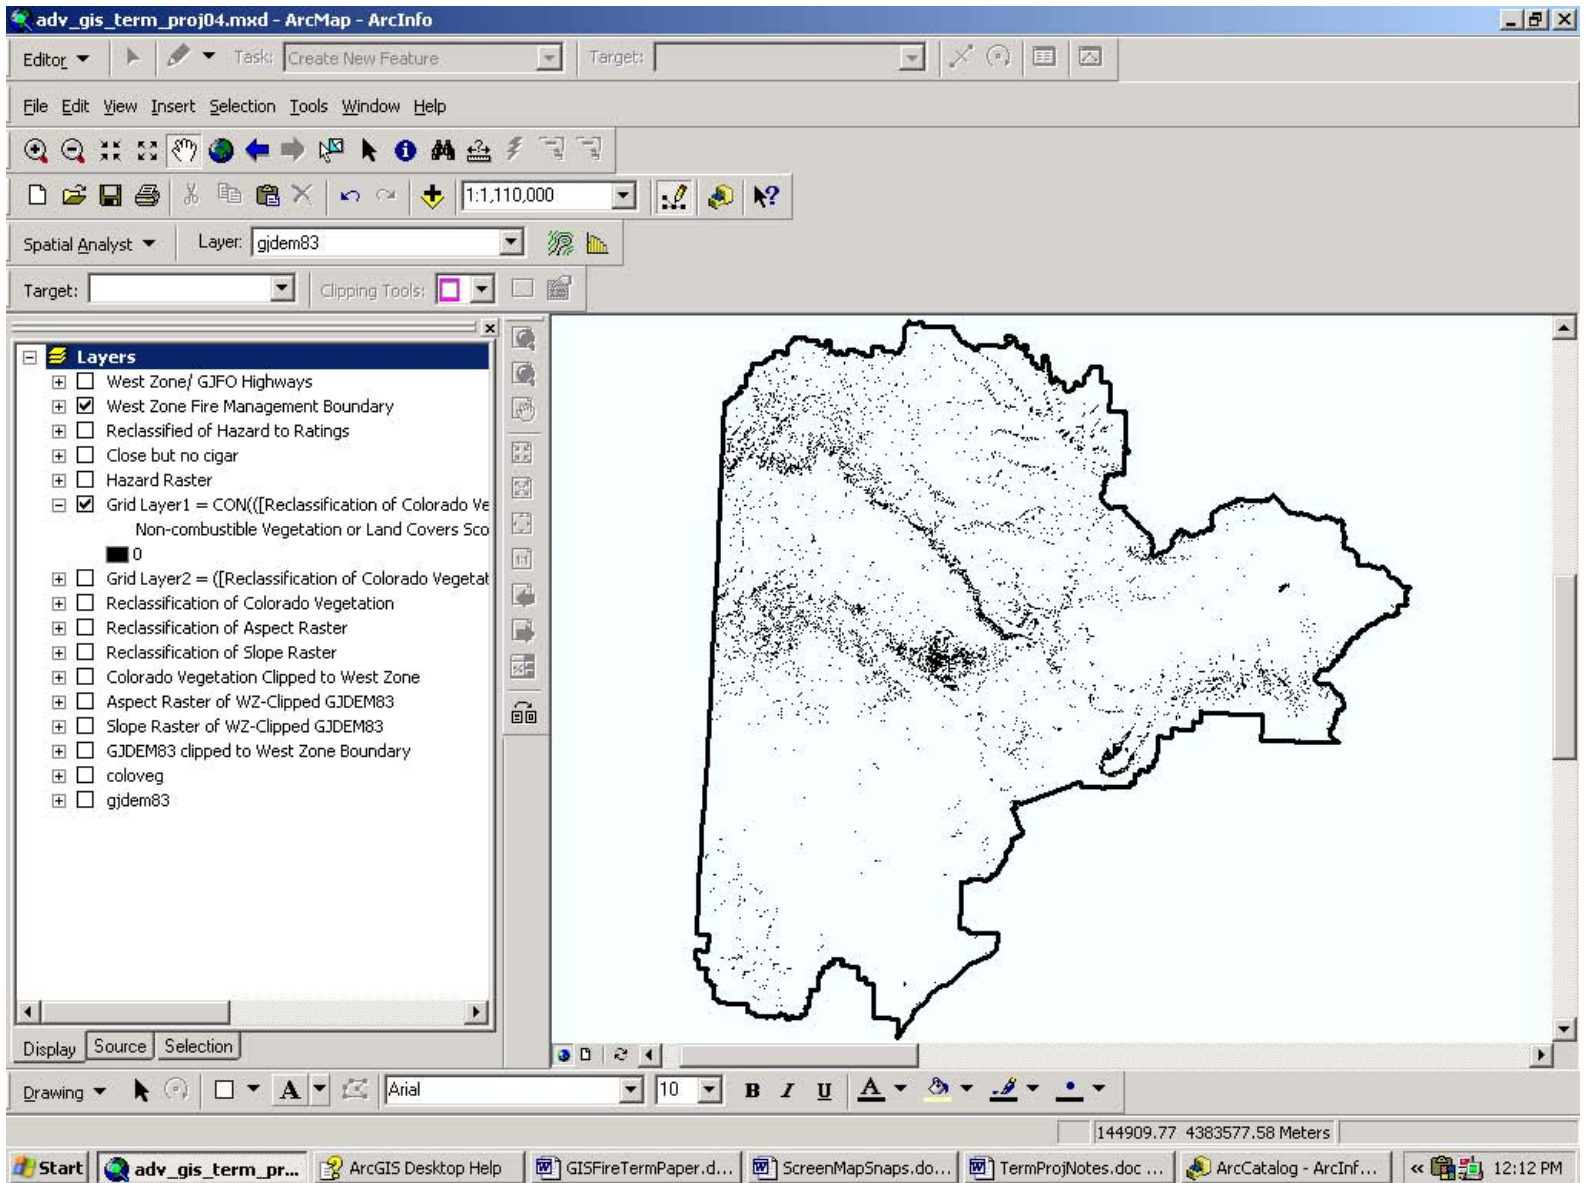 adv_gis_term_proj04.mxd - ArcMap - ArcInfo
Editor Task: Create New Feature Target:
File Edit View Insert Selection Tools Window Help
1:1,110,000
Spatial Analyst Layer: gjdem83
Target: Clipping Tools:
Layers
West Zone/ GJFO Highways
West Zone Fire Management Boundary
Reclassified of Hazard to Ratings
Close but no cigar
Hazard Raster
Grid Layer1 = CON(([Reclassification of Colorado Ve
Non-combustible Vegetation or Land Covers Sco
0
Grid Layer2 = ([Reclassification of Colorado Vegetat
Reclassification of Colorado Vegetation
Reclassification of Aspect Raster
Reclassification of Slope Raster
Colorado Vegetation Clipped to West Zone
Aspect Raster of WZ-Clipped GJDEM83
Slope Raster of WZ-Clipped GJDEM83
GJDEM83 clipped to West Zone Boundary
coloveg
gjdem83
1:1
Display Source Selection
Drawing A Arial 10 B I U A
144909.77 4383577.58 Meters
Start adv_gis_term_pr... ArcGIS Desktop Help GISFireTermPaper.d... ScreenMapSnaps.do... TermProjNotes.doc ... ArcCatalog - ArcInf... « 12:12 PM